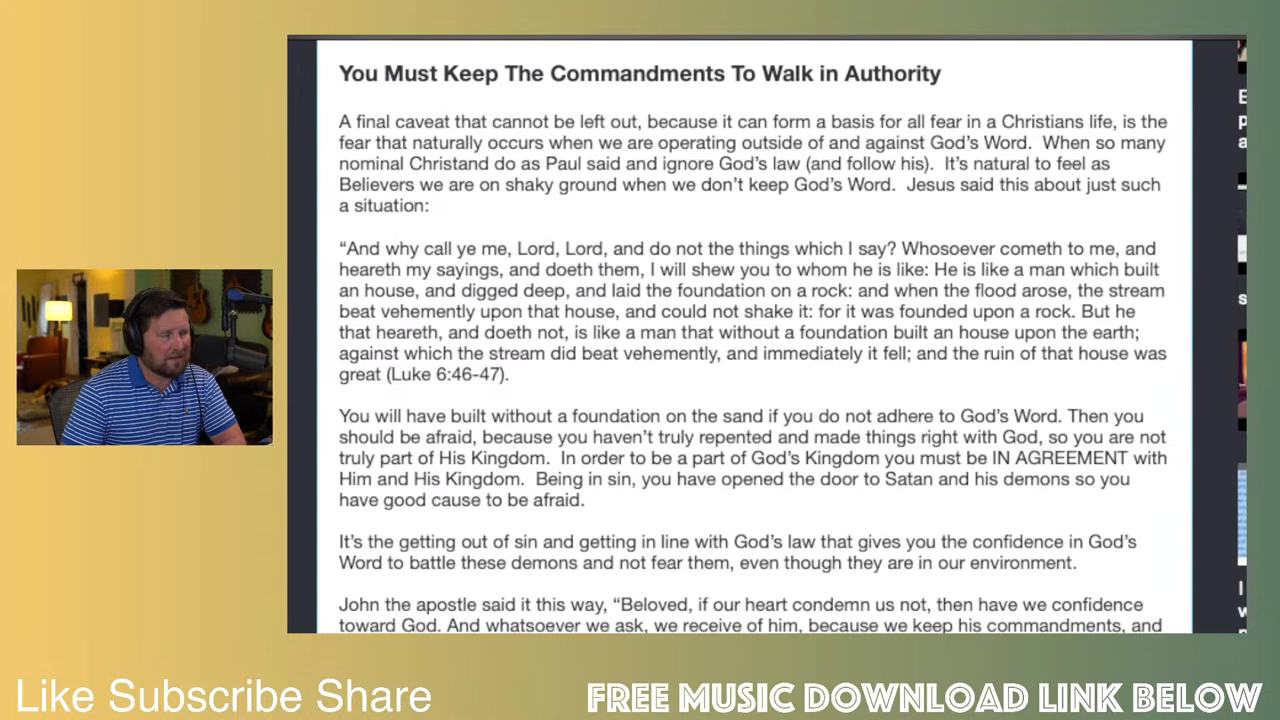 You Must Keep The Commandments To Walk in Authority
A final caveat that cannot be left out, because it can form a basis for all fear in a Christians life, is the
fear that naturally occurs when we are operating outside of and against God's Word.  When so many
nominal Christand do as Paul said and ignore God's law (and follow his).  It's natural to feel as
Believers we are on shaky ground when we don't keep God's Word.  Jesus said this about just such
a situation:
“And why call ye me, Lord, Lord, and do not the things which I say? Whosoever cometh to me, and
heareth my sayings, and doeth them, I will shew you to whom he is like: He is like a man which built
an house, and digged deep, and laid the foundation on a rock: and when the flood arose, the stream
beat vehemently upon that house, and could not shake it: for it was founded upon a rock. But he
that heareth, and doeth not, is like a man that without a foundation built an house upon the earth;
against which the stream did beat vehemently, and immediately it fell; and the ruin of that house was
great (Luke 6:46-47).
You will have built without a foundation on the sand if you do not adhere to God's Word. Then you
should be afraid, because you haven't truly repented and made things right with God, so you are not
truly part of His Kingdom.  In order to be a part of God's Kingdom you must be IN AGREEMENT with
Him and His Kingdom.  Being in sin, you have opened the door to Satan and his demons so you
have good cause to be afraid.
It's the getting out of sin and getting in line with God's law that gives you the confidence in God's
Word to battle these demons and not fear them, even though they are in our environment.
John the apostle said it this way, “Beloved, if our heart condemn us not, then have we confidence
toward God. And whatsoever we ask, we receive of him, because we keep his commandments, and
Like Subscribe Share
FREE MUSIC DOWNLOAD LINK BELOW